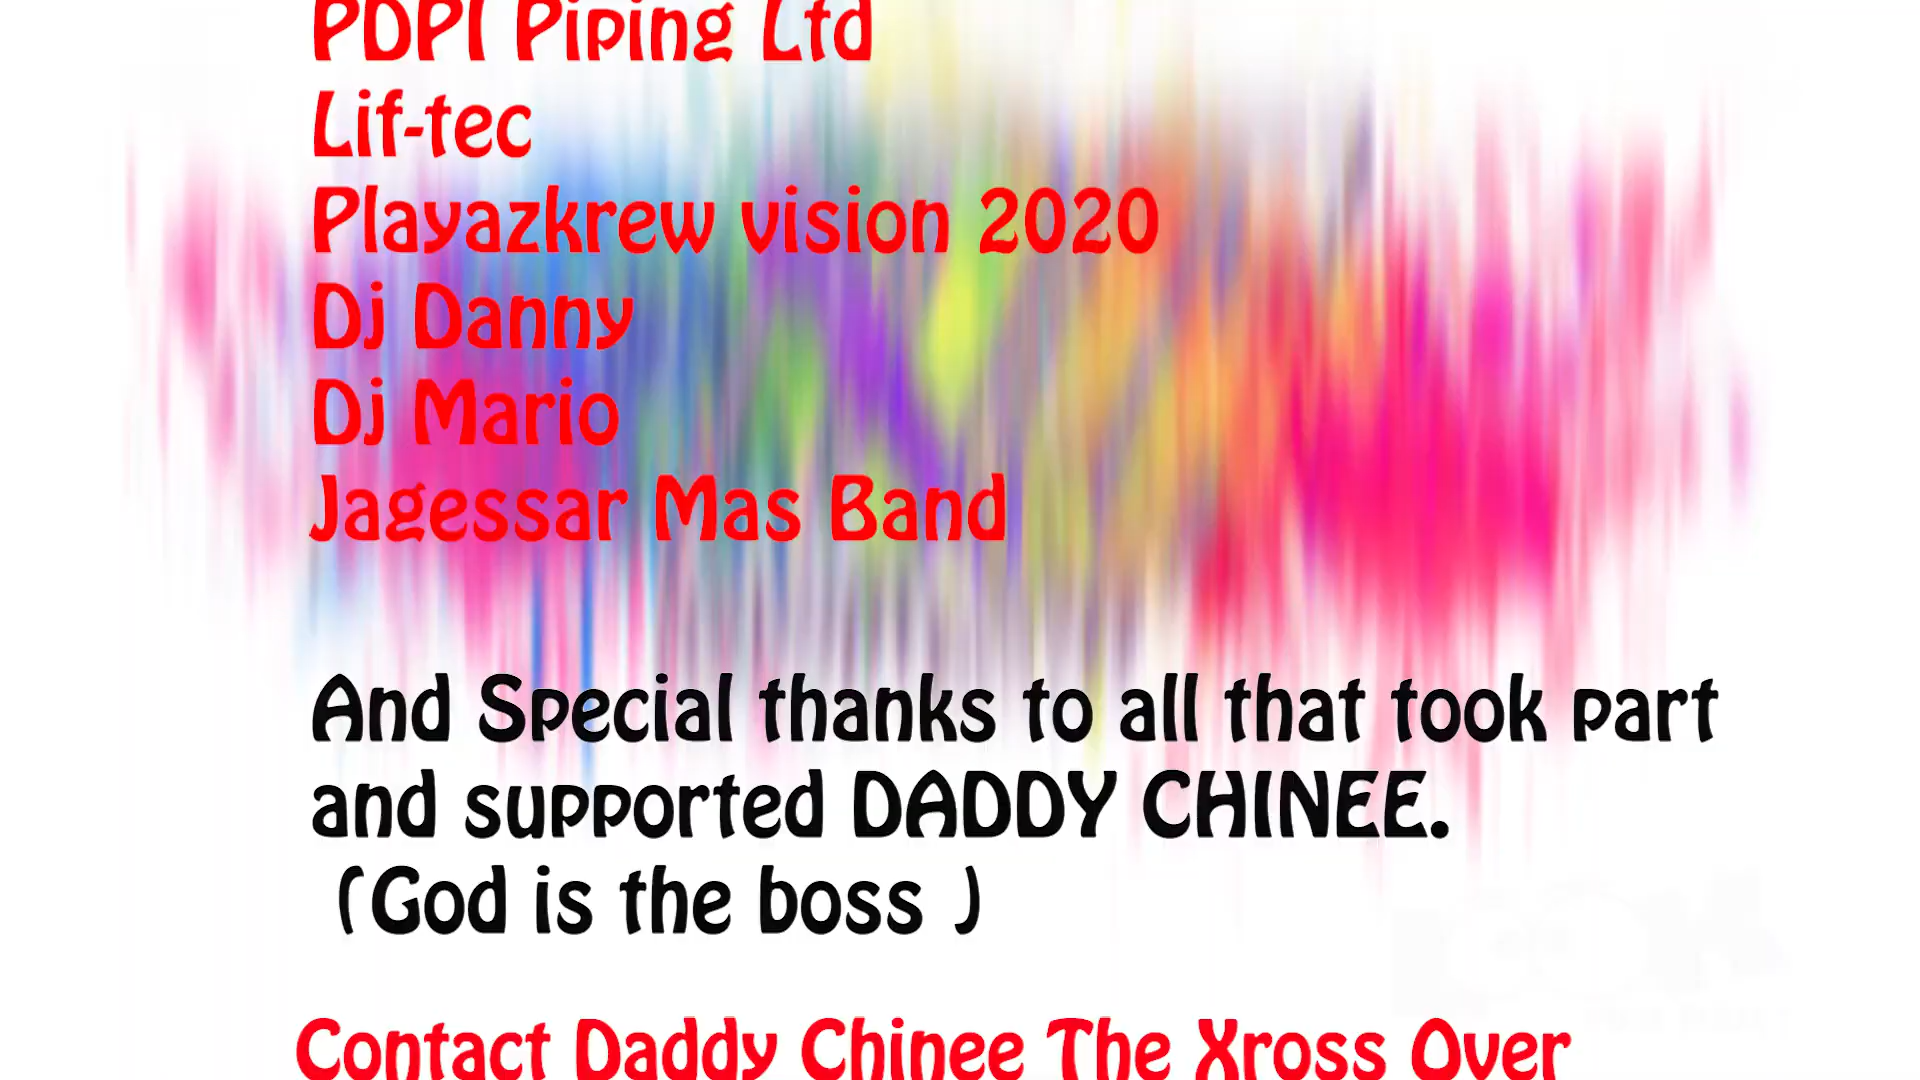 PDPI Piping Ltd
Lif-tec
Playazkrew vision 2020
Dj Danny
Dj Mario
Jagessar Mas Band
And Special thanks to all that took part
and supported DADDY CHINEE.
(God is the boss )
Contact Daddy Chinee The Xross Over